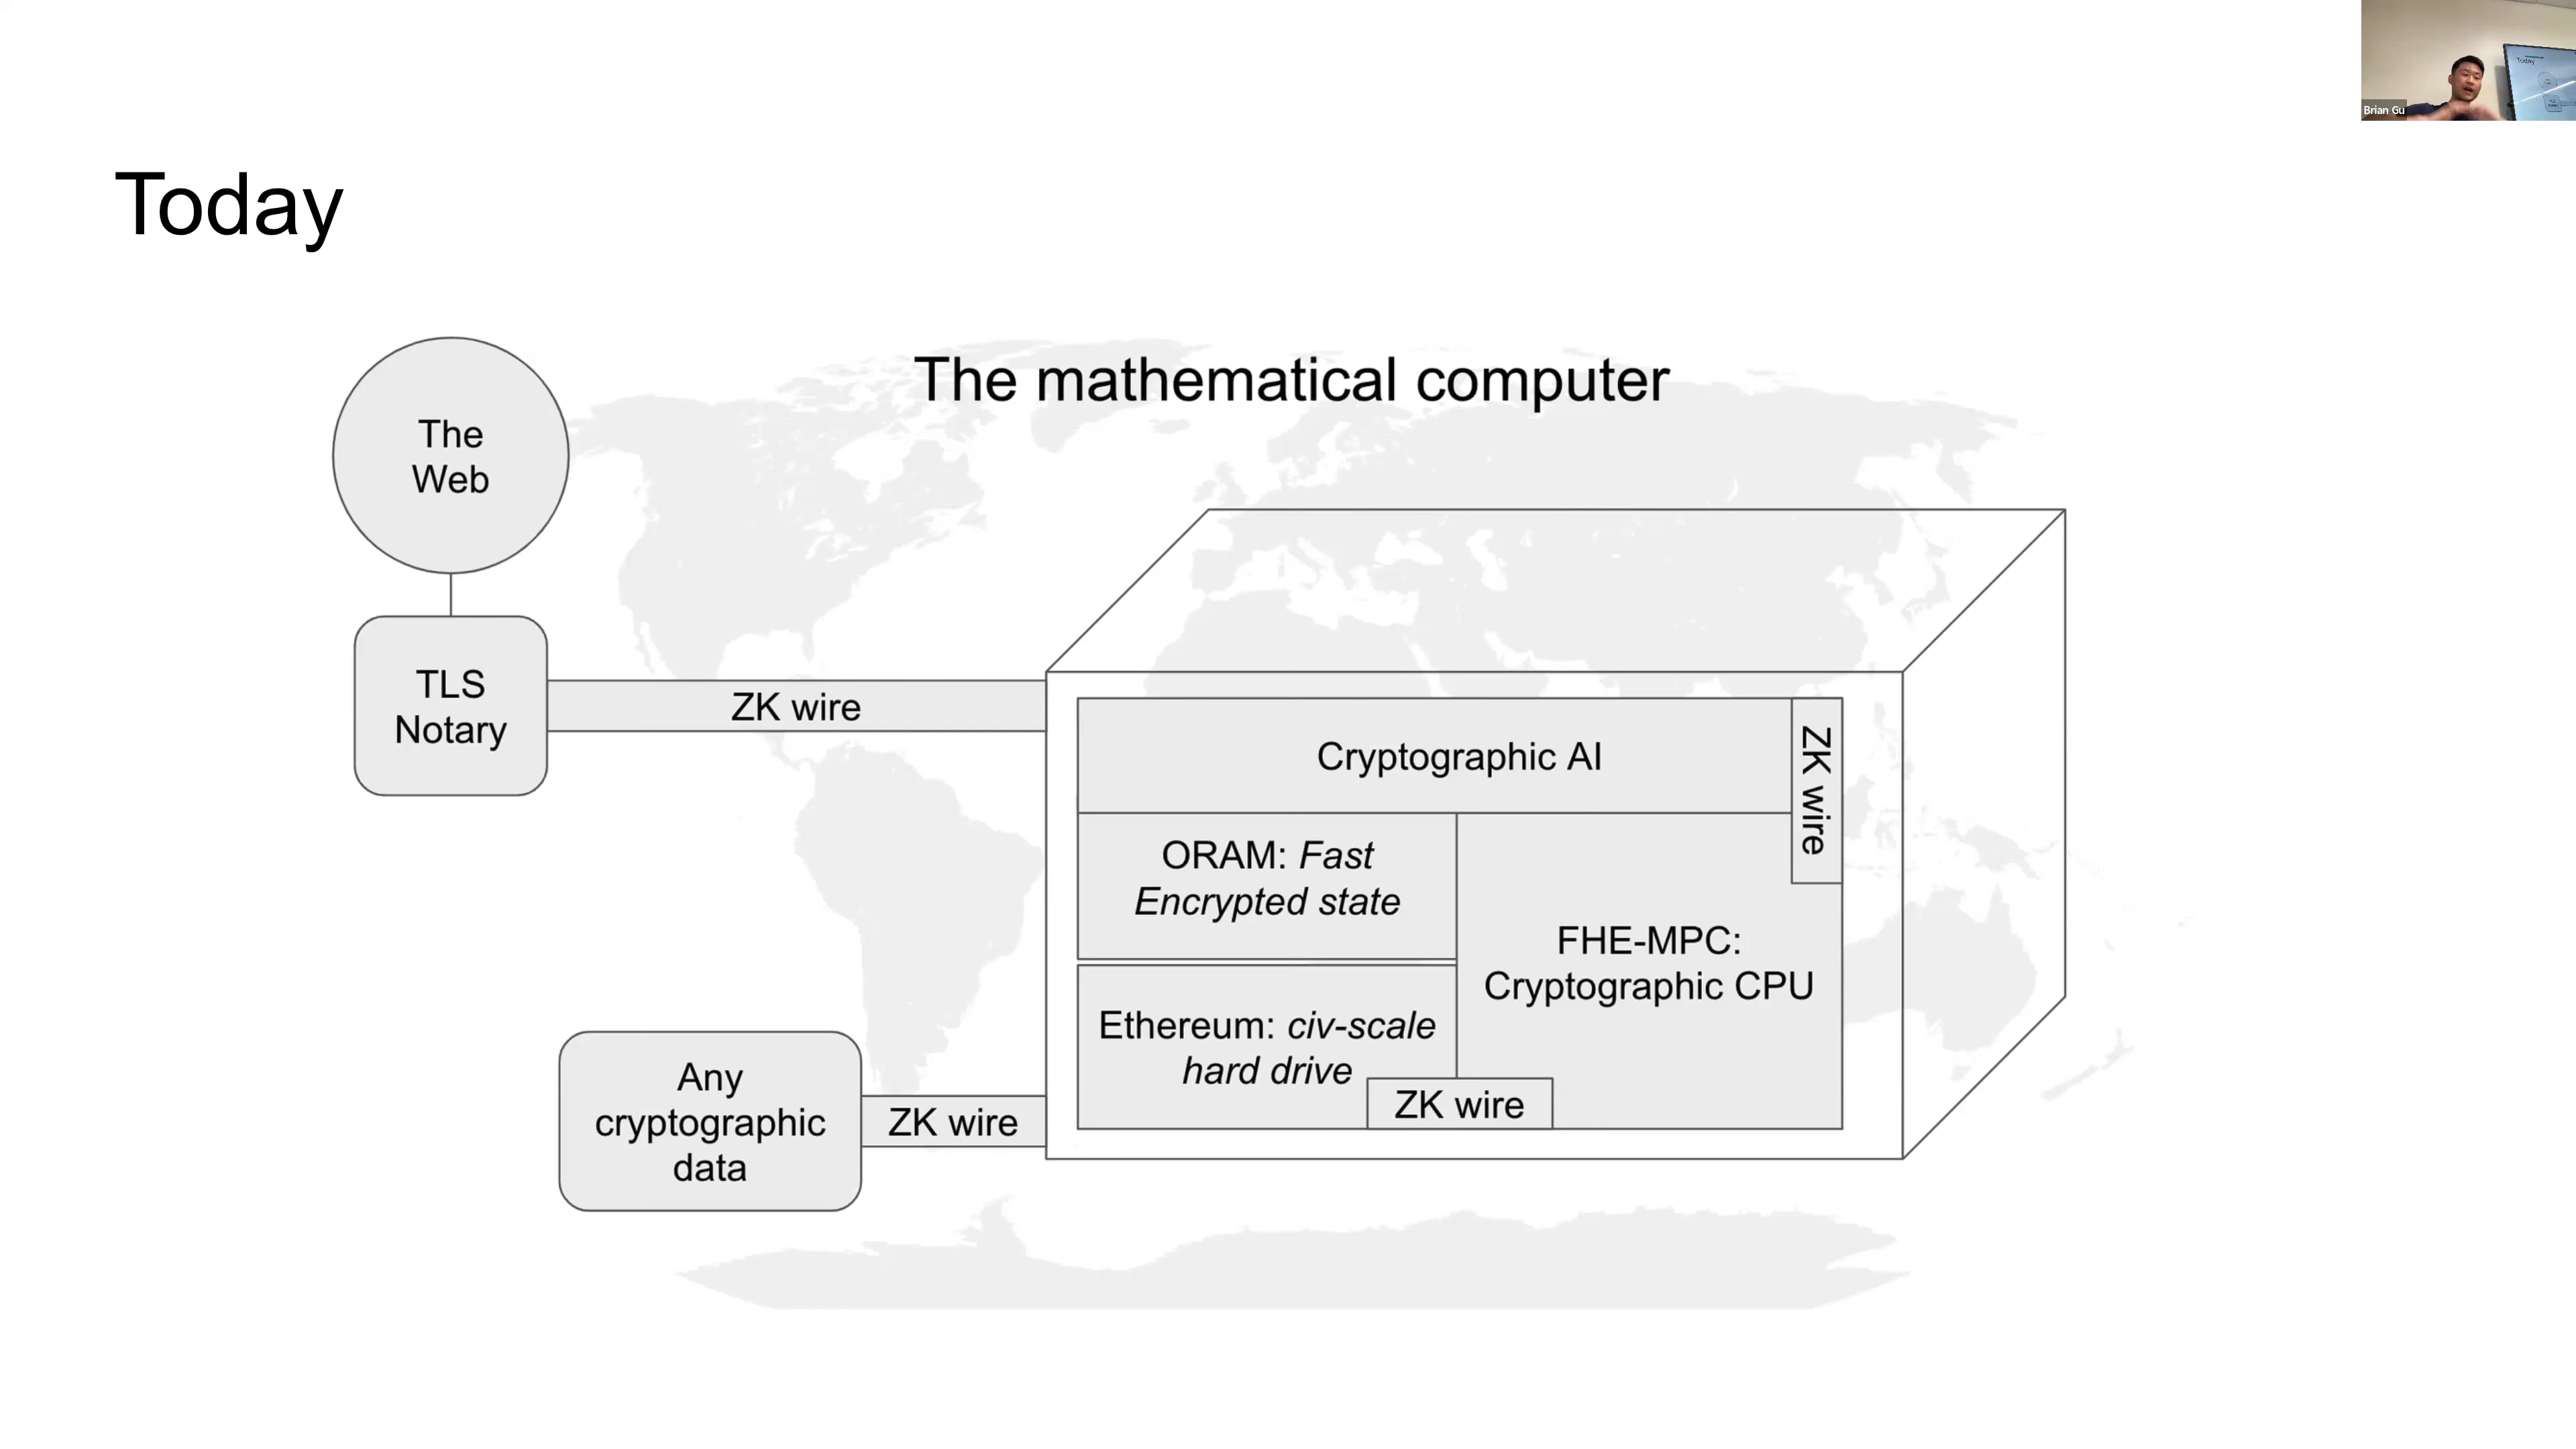 Brian Gu
Today
The mathematical computer
The
Web
TLS
Notary
ZK wire
Cryptographic AI
ZK wire
ORAM: Fast
Encrypted state
FHE-MPC:
Cryptographic CPU
Ethereum: civ-scale
hard drive
ZK wire
Any
cryptographic
data
ZK wire